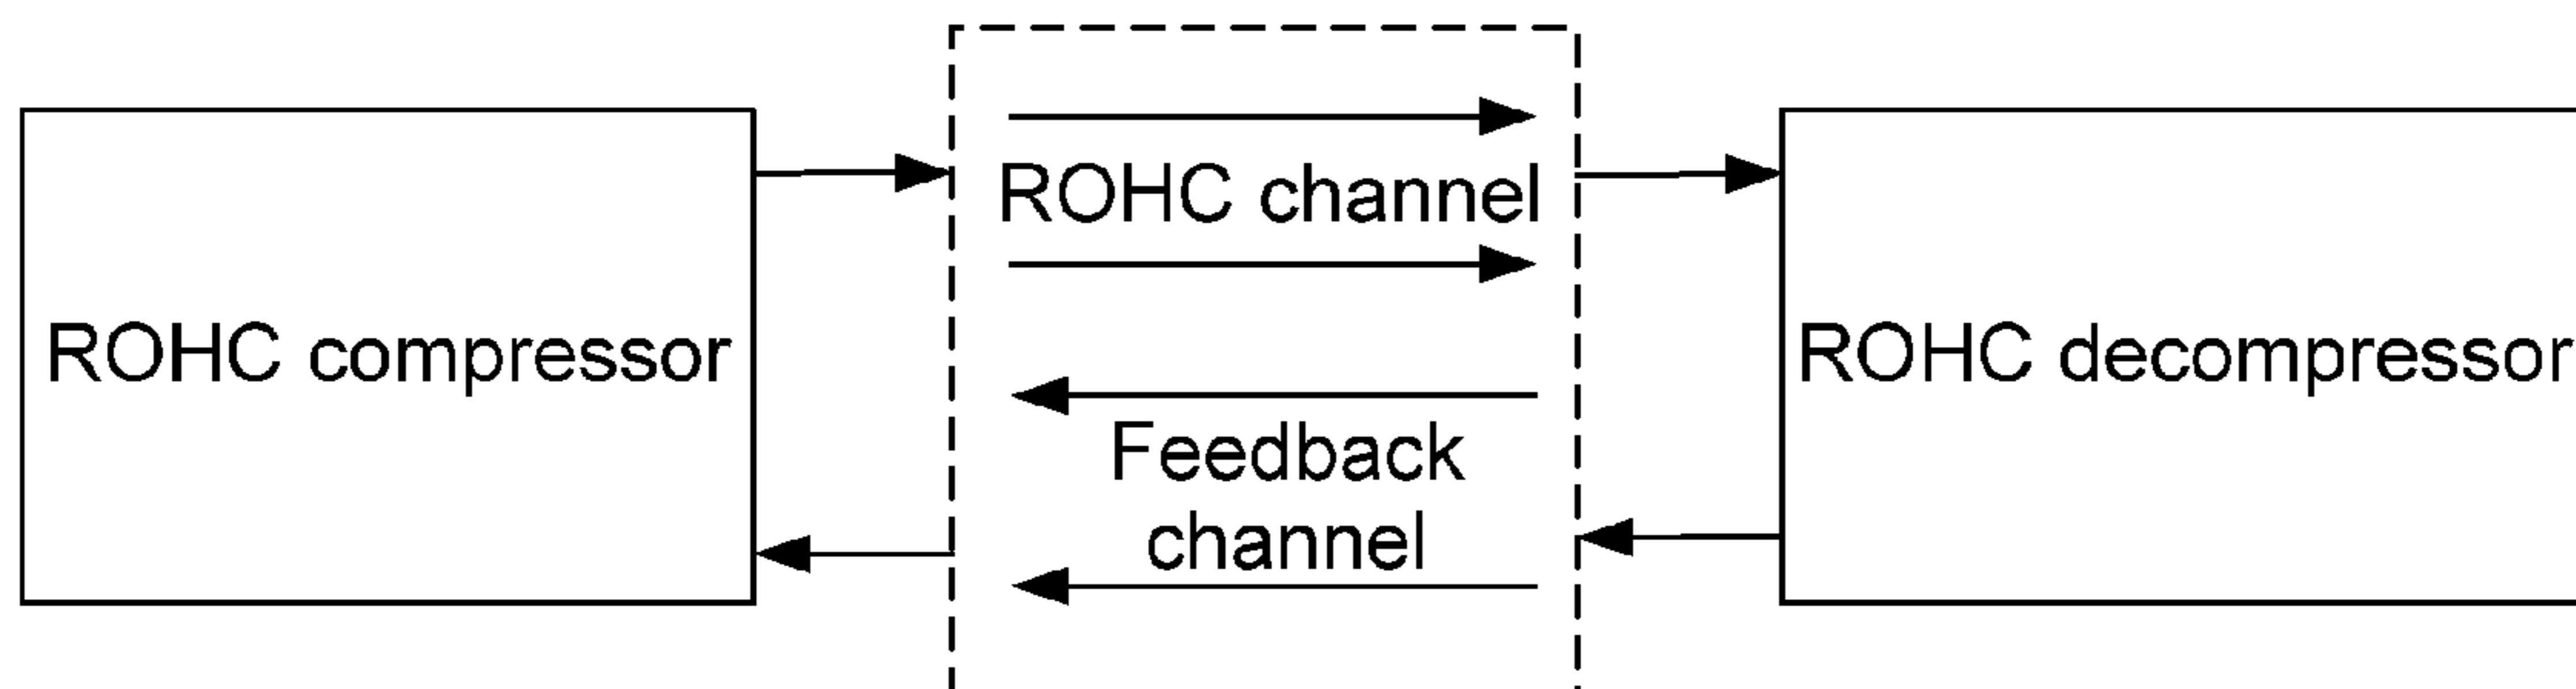 ROHC compressor
ROHC channel
Feedback
channel
ROHC decompressor